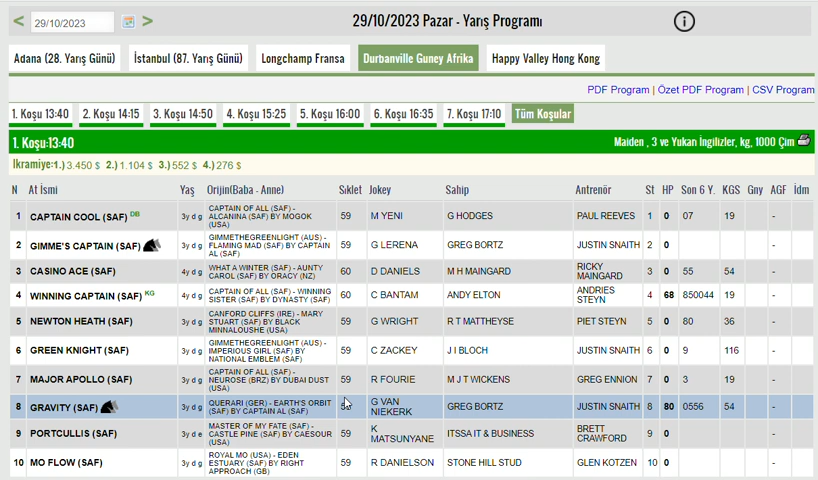 < 29/10/2023 >
29/10/2023 Pazar - Yarış Programı
Adana (28. Yarış Günü) İstanbul (87. Yarış Günü) Longchamp Fransa Durbanville Guney Afrika Happy Valley Hong Kong
PDF Program | Özet PDF Program | CSV Program
1. Koşu 13:40 2. Koşu 14:15 3. Koşu 14:50 4. Koşu 15:25 5. Koşu 16:00 6. Koşu 16:35 7. Koşu 17:10 Tüm Koşular
1. Koşu:13:40 Maiden , 3 ve Yukarı İngilizler, kg, 1000 Çim
Ikramiye:1.) 3.450 $ 2.) 1.104 $ 3.) 552 $ 4.) 276 $
N At İsmi Yaş Orijin(Baba - Anne) Sıklet Jokey Sahip Antrenör St HP Son 6 Y. KGS Gny AGF İdm
1 CAPTAIN COOL (SAF) DB 3y d g CAPTAIN OF ALL (SAF) - ALCANINA (SAF) BY MOGOK (USA) 59 M YENI G HODGES PAUL REEVES 1 0 07 19 -
2 GIMME'S CAPTAIN (SAF) 3y d g GIMMETHEGREENLIGHT (AUS) - FLAMING MAD (SAF) BY CAPTAIN AL (SAF) 59 G LERENA GREG BORTZ JUSTIN SNAITH 2 0 -
3 CASINO ACE (SAF) 4y d g WHAT A WINTER (SAF) - AUNTY CAROL (SAF) BY ORACY (NZ) 60 D DANIELS M H MAINGARD RICKY MAINGARD 3 0 55 54 -
4 WINNING CAPTAIN (SAF) KG 4y d g CAPTAIN OF ALL (SAF) - WINNING SISTER (SAF) BY DYNASTY (SAF) 60 C BANTAM ANDY ELTON ANDRIES STEYN 4 68 850044 19 -
5 NEWTON HEATH (SAF) 3y d g CANFORD CLIFFS (IRE) - MARY STUART (SAF) BY BLACK MINNALOUSHE (USA) 59 G WRIGHT R T MATTHEYSE PIET STEYN 5 0 80 36 -
6 GREEN KNIGHT (SAF) 3y d g GIMMETHEGREENLIGHT (AUS) - IMPERIOUS GIRL (SAF) BY NATIONAL EMBLEM (SAF) 59 C ZACKEY J I BLOCH JUSTIN SNAITH 6 0 9 116 -
7 MAJOR APOLLO (SAF) 3y d g CAPTAIN OF ALL (SAF) - NEUROSE (BRZ) BY DUBAI DUST (USA) 59 R FOURIE M J T WICKENS GREG ENNION 7 0 3 19 -
8 GRAVITY (SAF) 3y d g QUERARI (GER) - EARTH'S ORBIT (SAF) BY CAPTAIN AL (SAF) G VAN NIEKERK GREG BORTZ JUSTIN SNAITH 8 80 0556 54 -
9 PORTCULLIS (SAF) 3y d e MASTER OF MY FATE (SAF) - CASTLE PINE (SAF) BY CAESOUR (USA) 59 K MATSUNYANE ITSSA IT & BUSINESS BRETT CRAWFORD 9 0 -
10 MO FLOW (SAF) 3y d g ROYAL MO (USA) - EDEN ESTUARY (SAF) BY RIGHT APPROACH (GB) 59 R DANIELSON STONE HILL STUD GLEN KOTZEN 10 0 -